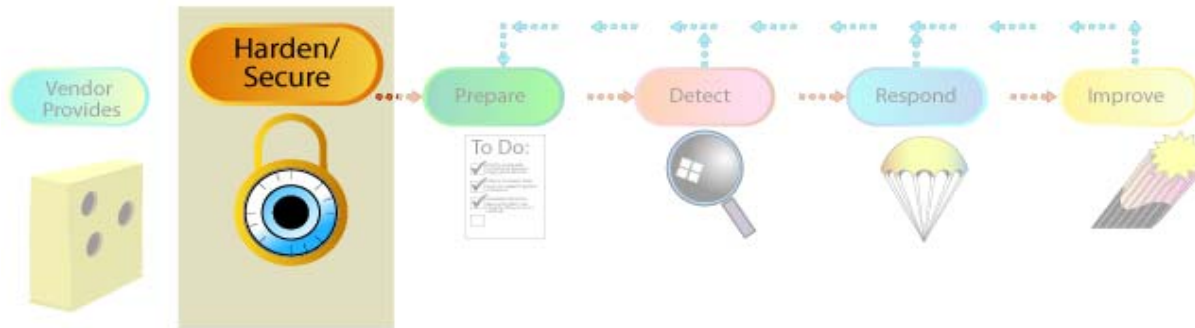 Vendor
Provides
Harden/
Secure
Prepare
Detect
Respond
Improve
To Do: